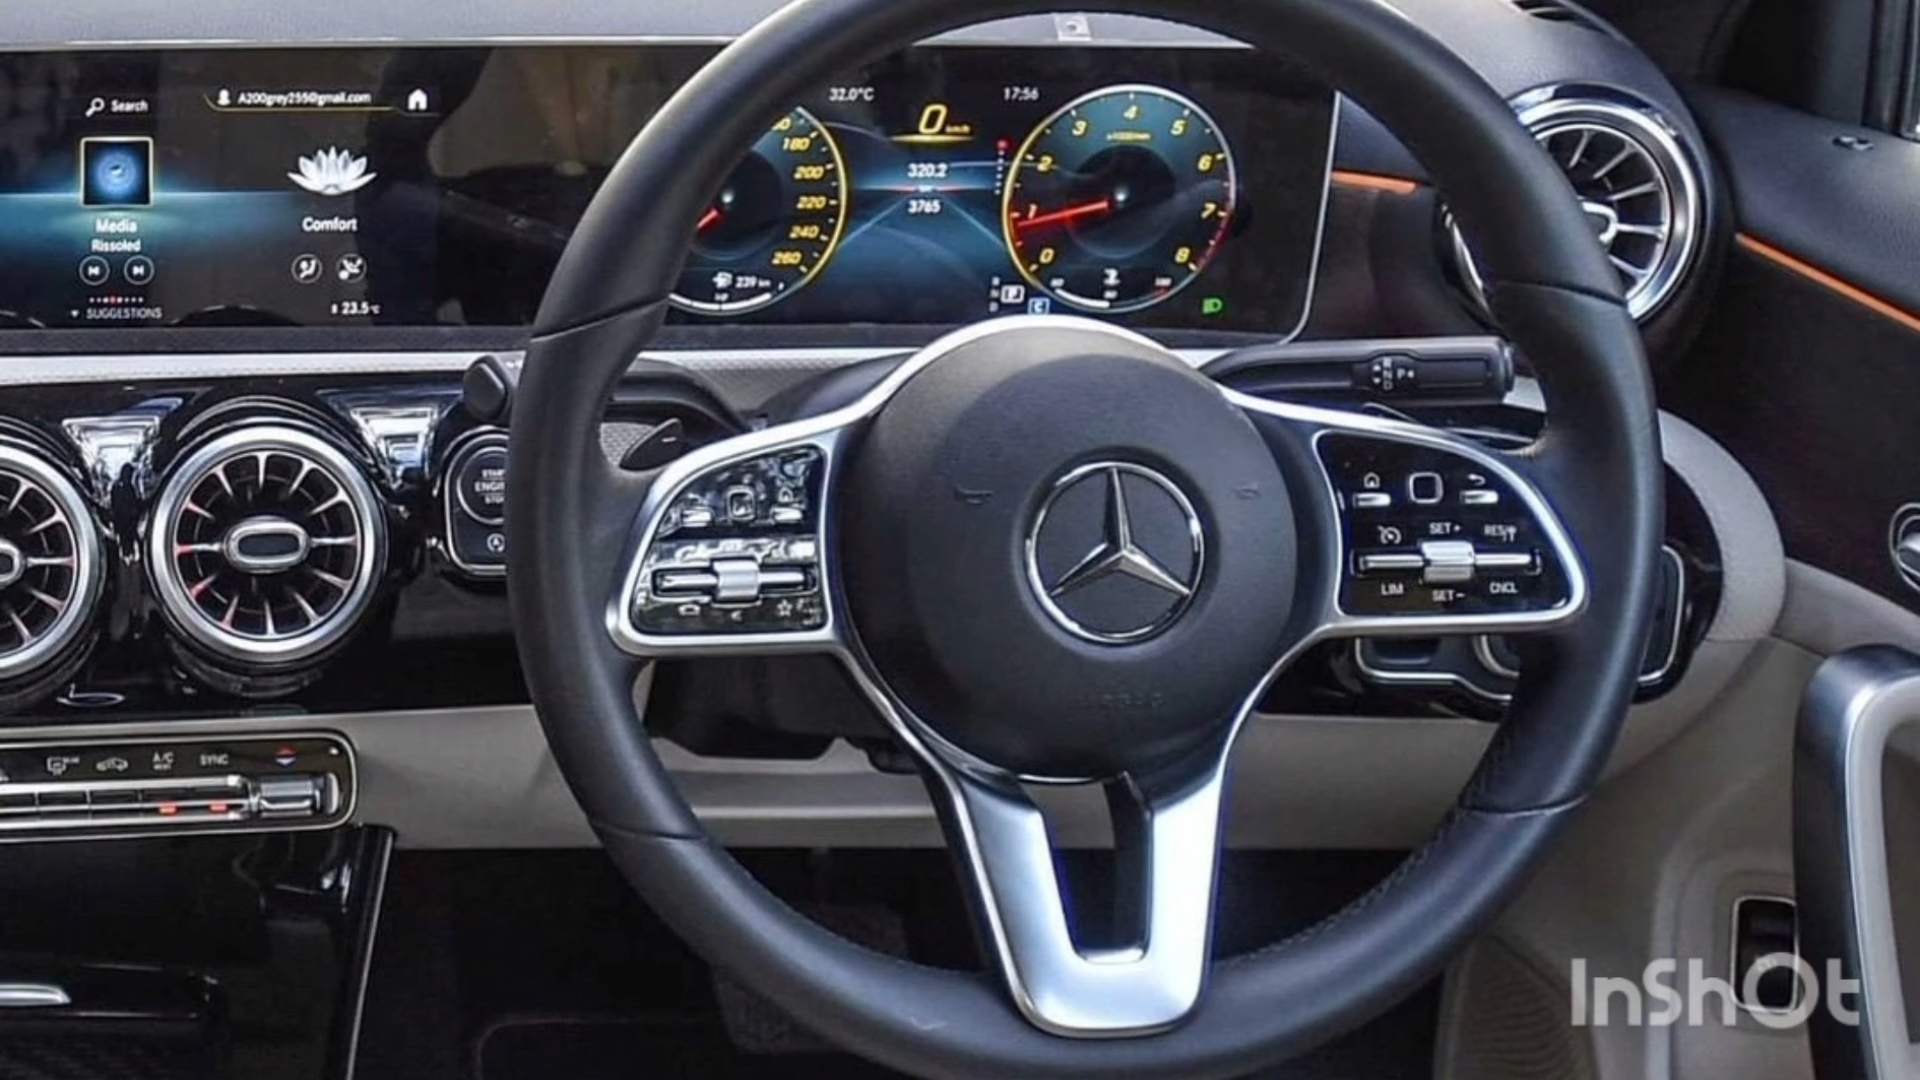 Search
A200grey255@gmail.com
Media
Rissoled
SUGGESTIONS
Comfort
23.5°C
180
200
220
240
260
32.0°C
17:56
0 km/h
320.2
km
3765
239 km
0
1
2
3
4
5
6
7
8
P
C
R
N
D
P
START
ENGINE
STOP
SET+
RES
LIM
SET-
CNCL
A/C
SYNC
InShOt